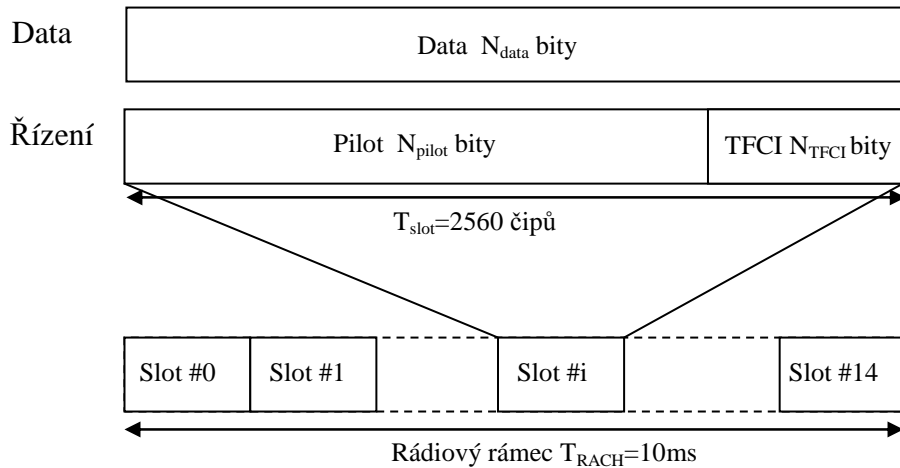 Data
Data N_data bity
Řízení
Pilot N_pilot bity
TFCI N_TFCI bity
T_slot=2560 čipů
Slot #0
Slot #1
Slot #i
Slot #14
Rádiový rámec T_RACH=10ms